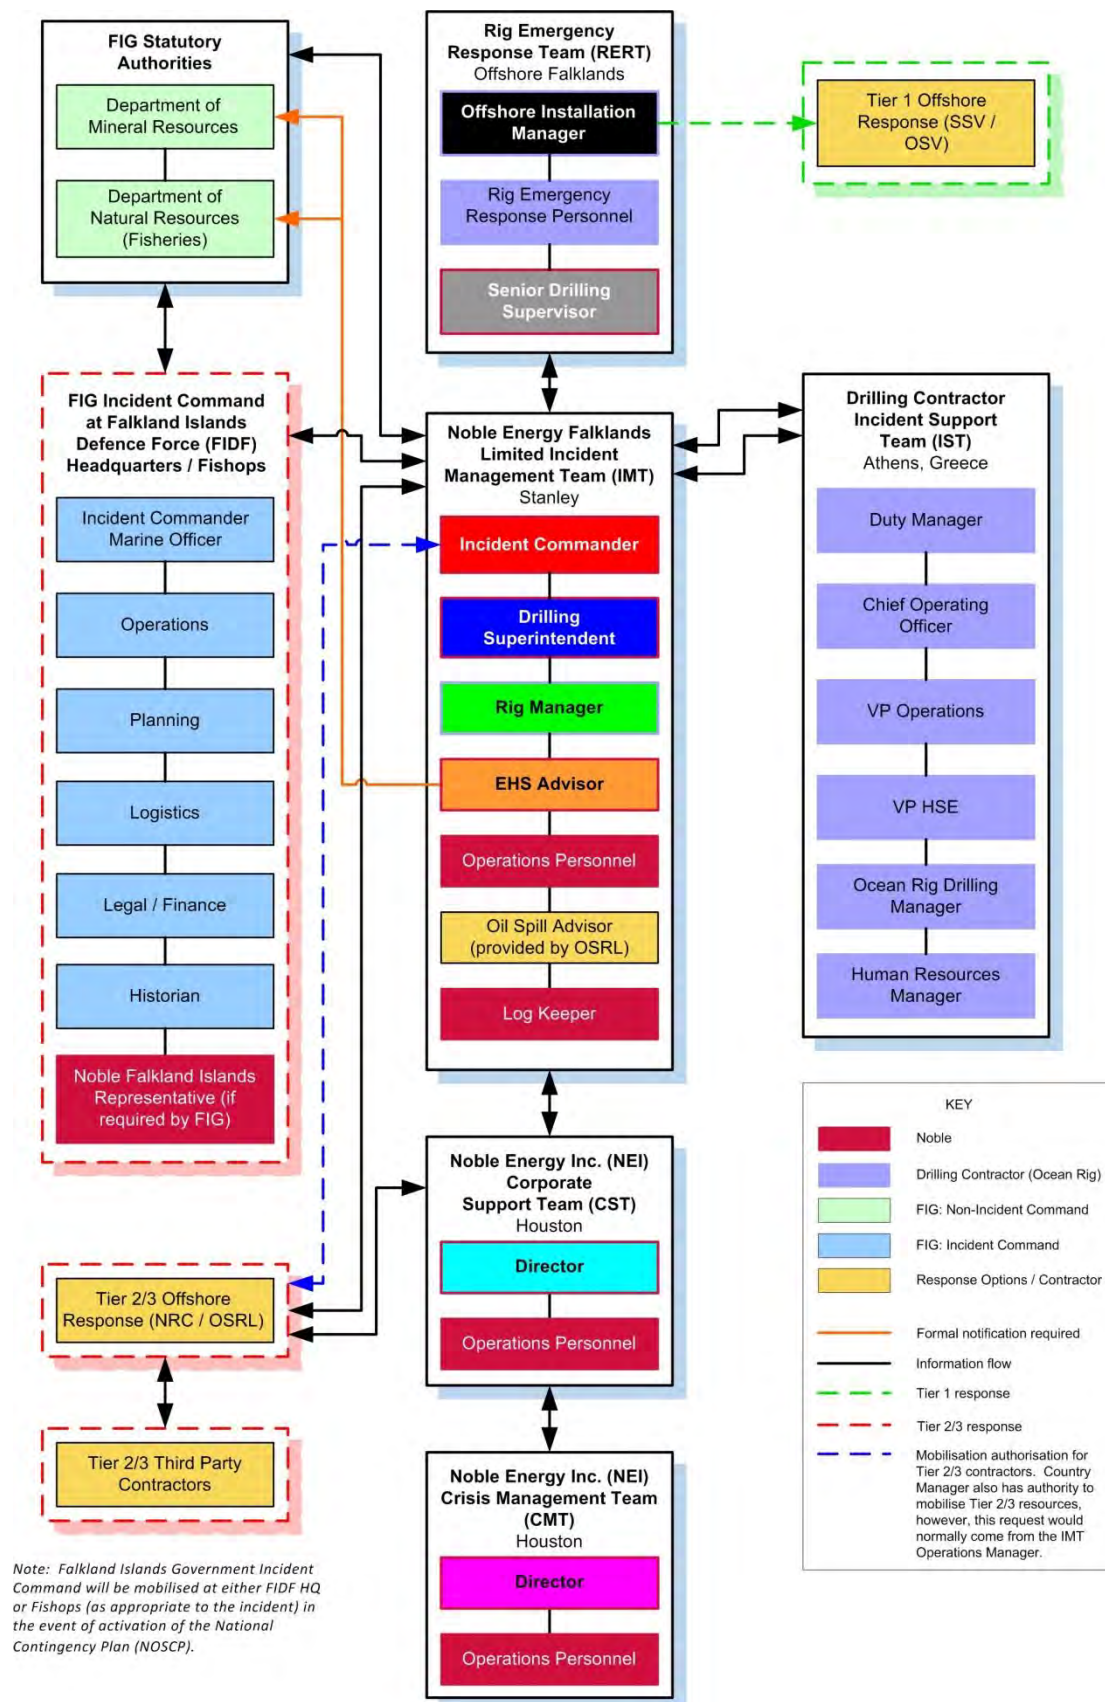 FIG Statutory
Authorities
Department of
Mineral Resources
Department of
Natural Resources
(Fisheries)
Rig Emergency
Response Team (RERT)
Offshore Falklands
Offshore Installation
Manager
Rig Emergency
Response Personnel
Senior Drilling
Supervisor
Tier 1 Offshore
Response (SSV /
OSV)
FIG Incident Command
at Falkland Islands
Defence Force (FIDF)
Headquarters / Fishops
Incident Commander
Marine Officer
Operations
Planning
Logistics
Legal / Finance
Historian
Noble Falkland Islands
Representative (if
required by FIG)
Noble Energy Falklands
Limited Incident
Management Team (IMT)
Stanley
Incident Commander
Drilling
Superintendent
Rig Manager
EHS Advisor
Operations Personnel
Oil Spill Advisor
(provided by OSRL)
Log Keeper
Drilling Contractor
Incident Support
Team (IST)
Athens, Greece
Duty Manager
Chief Operating
Officer
VP Operations
VP HSE
Ocean Rig Drilling
Manager
Human Resources
Manager
Tier 2/3 Offshore
Response (NRC / OSRL)
Tier 2/3 Third Party
Contractors
Noble Energy Inc. (NEI)
Corporate
Support Team (CST)
Houston
Director
Operations Personnel
Noble Energy Inc. (NEI)
Crisis Management Team
(CMT)
Houston
Director
Operations Personnel
KEY
Noble
Drilling Contractor (Ocean Rig)
FIG: Non-Incident Command
FIG: Incident Command
Response Options / Contractor
Formal notification required
Information flow
Tier 1 response
Tier 2/3 response
Mobilisation authorisation for
Tier 2/3 contractors. Country
Manager also has authority to
mobilise Tier 2/3 resources,
however, this request would
normally come from the IMT
Operations Manager.
Note: Falkland Islands Government Incident
Command will be mobilised at either FIDF HQ
or Fishops (as appropriate to the incident) in
the event of activation of the National
Contingency Plan (NOSCP).